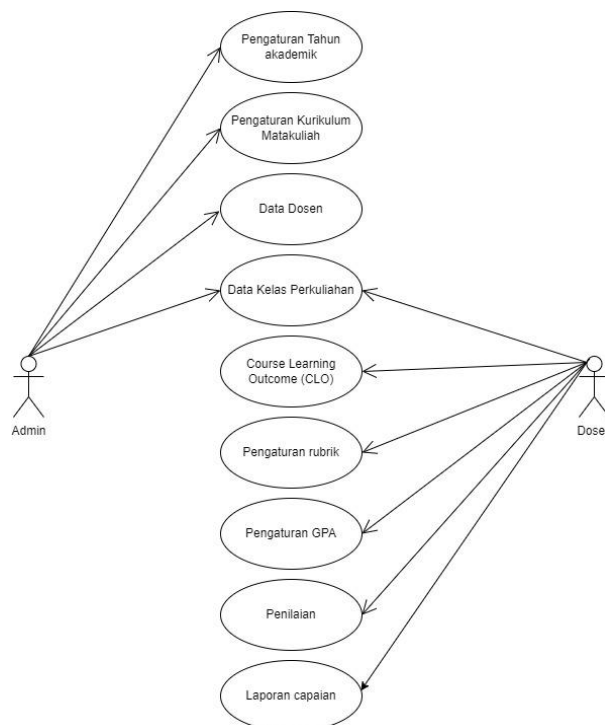 Pengaturan Tahun
akademik
Pengaturan Kurikulum
Matakuliah
Data Dosen
Data Kelas Perkuliahan
Course Learning
Outcome (CLO)
Admin
Dose
Pengaturan rubrik
Pengaturan GPA
Penilaian
Laporan capaian